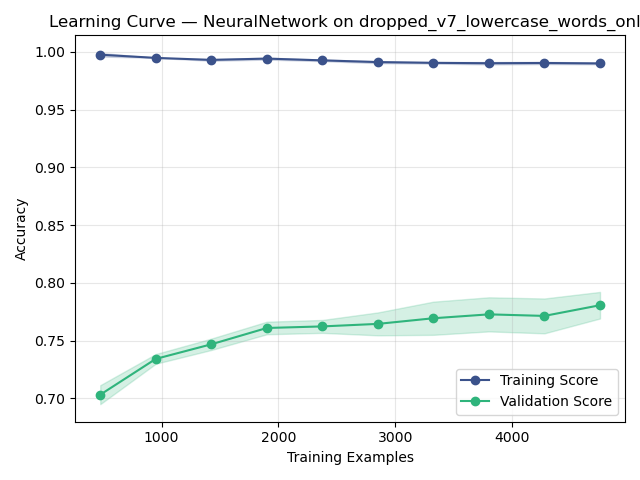 Learning Curve — NeuralNetwork on dropped_v7_lowercase_words_onl
1.00
0.95
0.90
0.85
0.80
0.75
0.70
Accuracy
1000 2000 3000 4000
Training Examples
Training Score
Validation Score